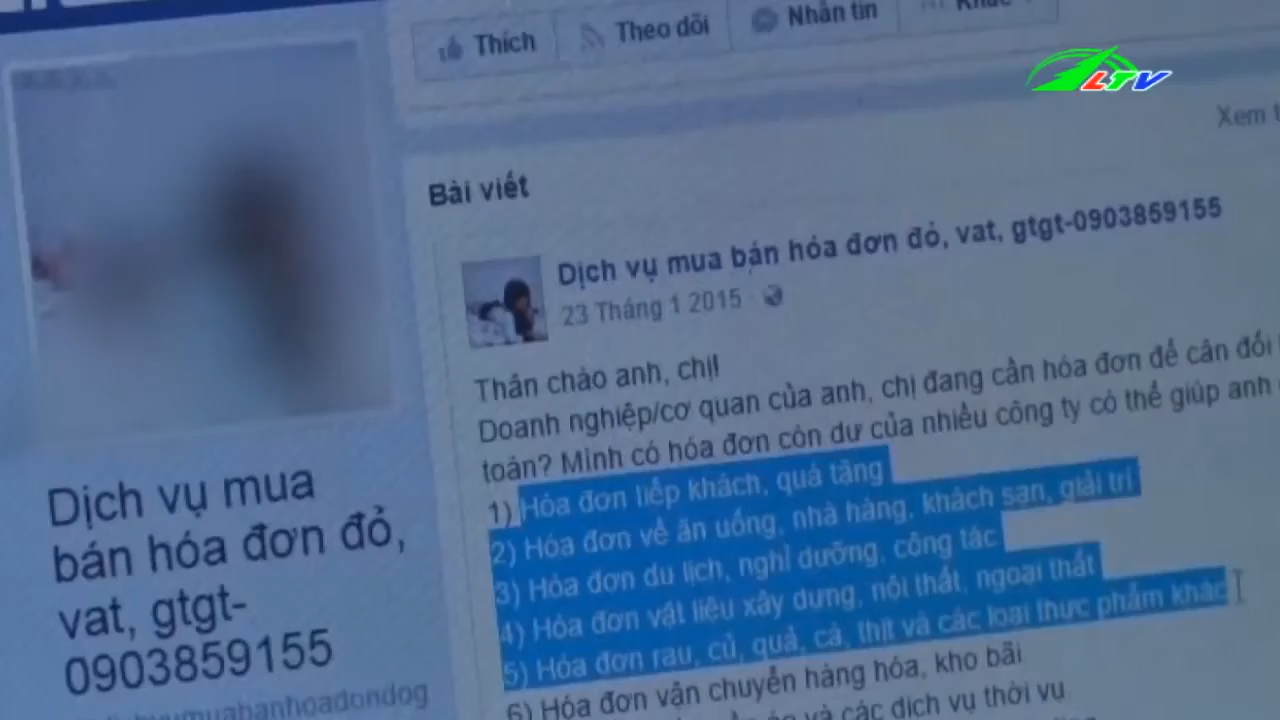 Thích
Theo dõi
Nhắn tin
LTV
Xem
Bài viết
Dịch vụ mua bán hóa đơn đỏ, vat, gtgt-0903859155
23 Tháng 1 2015
Thân chào anh, chị!
Doanh nghiệp/cơ quan của anh, chị đang cần hóa đơn để cân đối
toán? Mình có hóa đơn còn dư của nhiều công ty có thể giúp anh
1) Hóa đơn tiếp khách, quà tặng
2) Hóa đơn về ăn uống, nhà hàng, khách sạn, giải trí
3) Hóa đơn du lịch, nghỉ dưỡng, công tác
4) Hóa đơn vật liệu xây dựng, nội thất, ngoại thất
5) Hóa đơn rau, củ, quả, cá, thịt và các loại thực phẩm khác
6) Hóa đơn vận chuyển hàng hóa, kho bãi
và các dịch vụ thời vụ
Dịch vụ mua
bán hóa đơn đỏ,
vat, gtgt-
0903859155